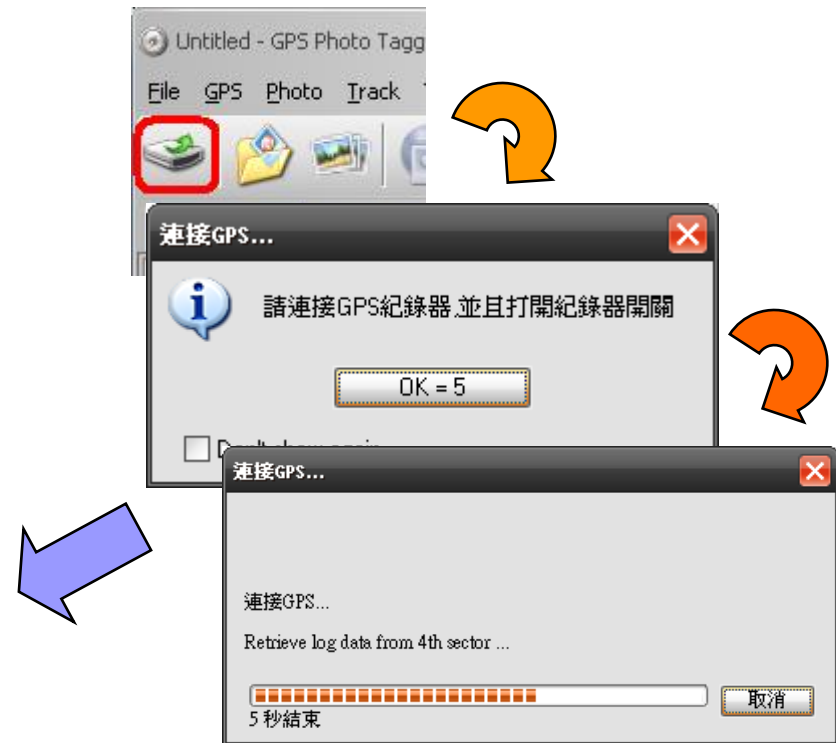 Untitled - GPS Photo Tagg
File GPS Photo Track
連接GPS...
請連接GPS紀錄器,並且打開紀錄器開關
OK = 5
連接GPS...
連接GPS...
Retrieve log data from 4th sector ...
取消
5 秒結束